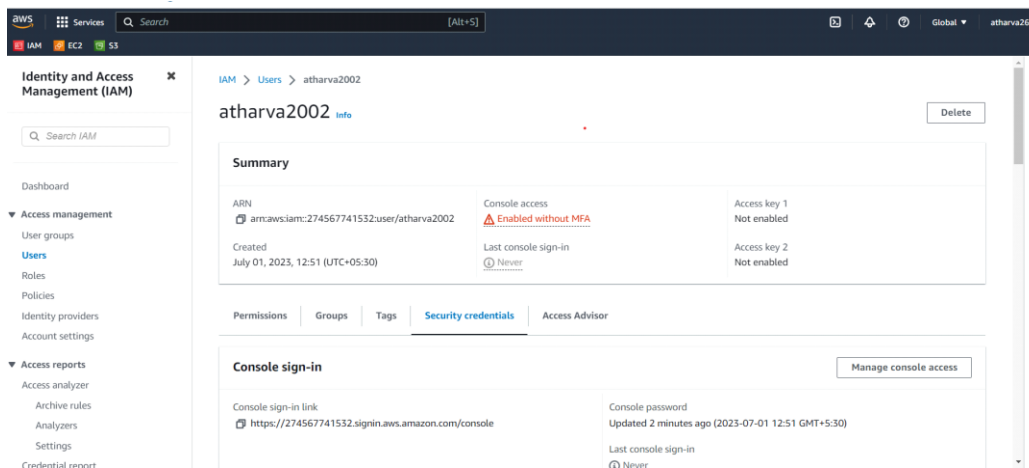 aws
Services
Search
[Alt+S]
Global
atharva26
IAM
EC2
S3
Identity and Access
Management (IAM)
Search IAM
Dashboard
Access management
User groups
Users
Roles
Policies
Identity providers
Account settings
Access reports
Access analyzer
Archive rules
Analyzers
Settings
Credential report
IAM > Users > atharva2002
atharva2002 Info
Delete
Summary
ARN
arn:aws:iam::274567741532:user/atharva2002
Created
July 01, 2023, 12:51 (UTC+05:30)
Console access
Enabled without MFA
Last console sign-in
Never
Access key 1
Not enabled
Access key 2
Not enabled
Permissions
Groups
Tags
Security credentials
Access Advisor
Console sign-in
Manage console access
Console sign-in link
https://274567741532.signin.aws.amazon.com/console
Console password
Updated 2 minutes ago (2023-07-01 12:51 GMT+5:30)
Last console sign-in
Never